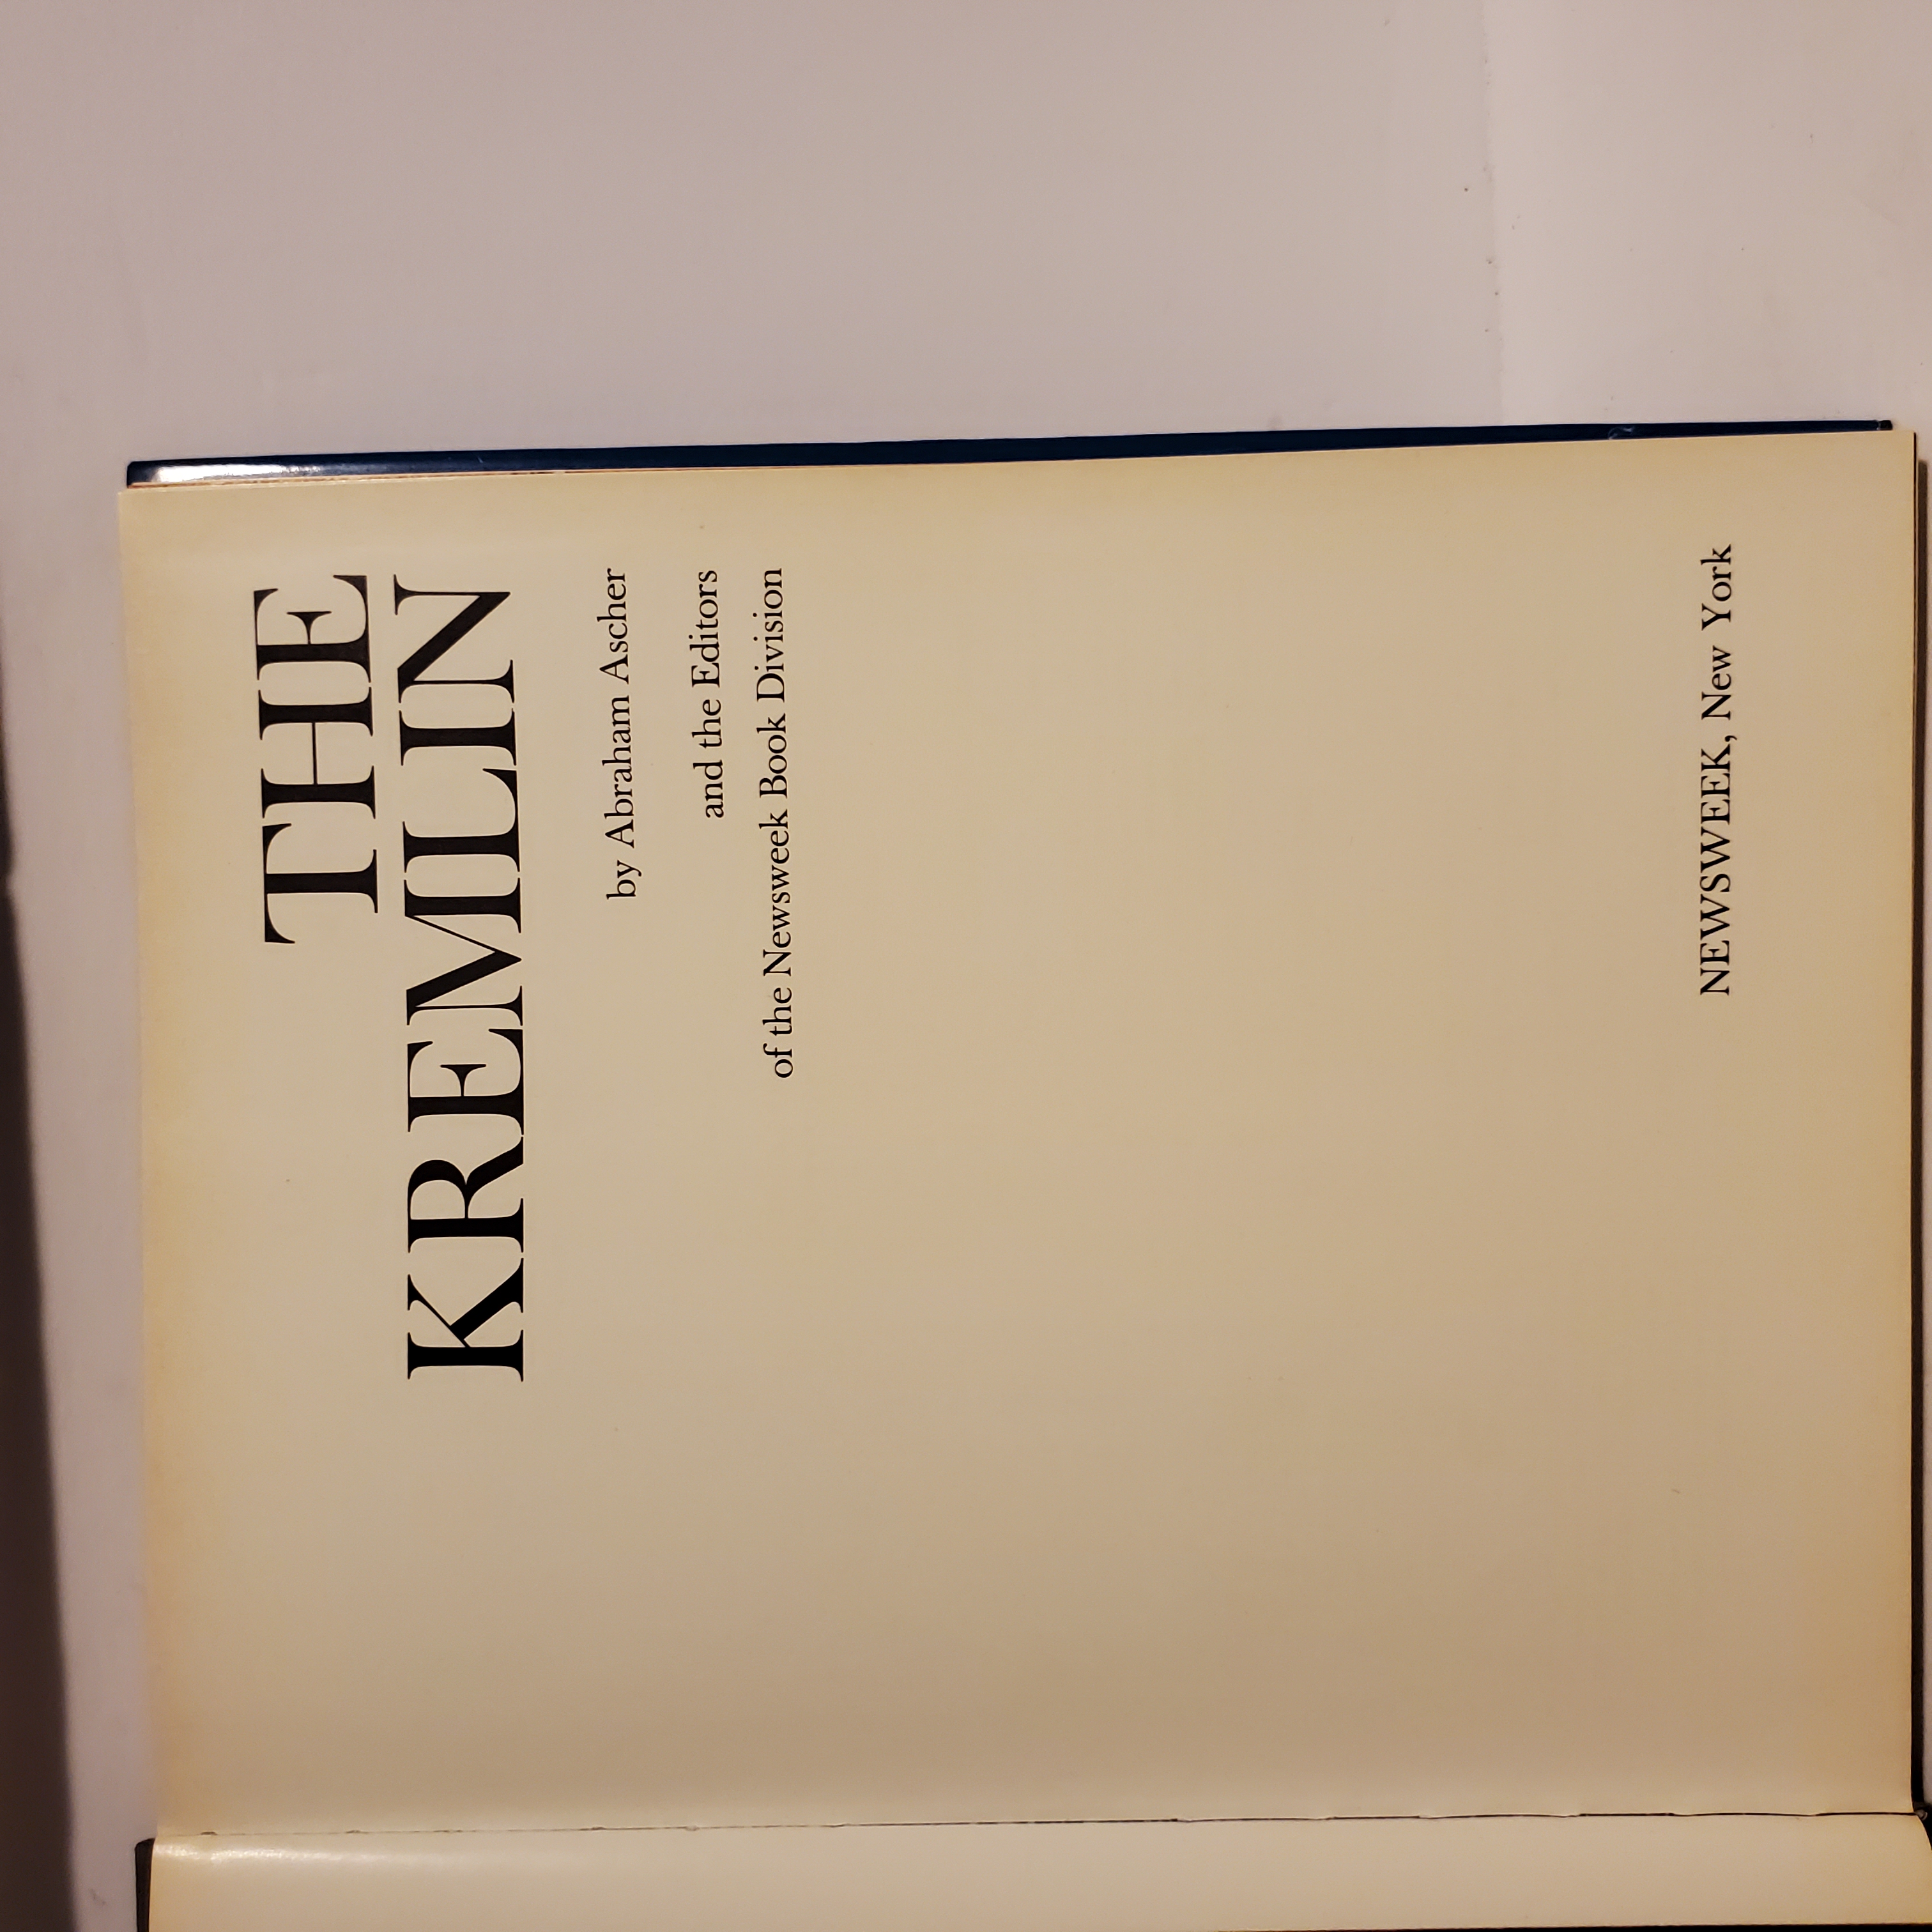 THE
KREMLIN
by Abraham Ascher
and the Editors
of the Newsweek Book Division
NEWSWEEK, New York